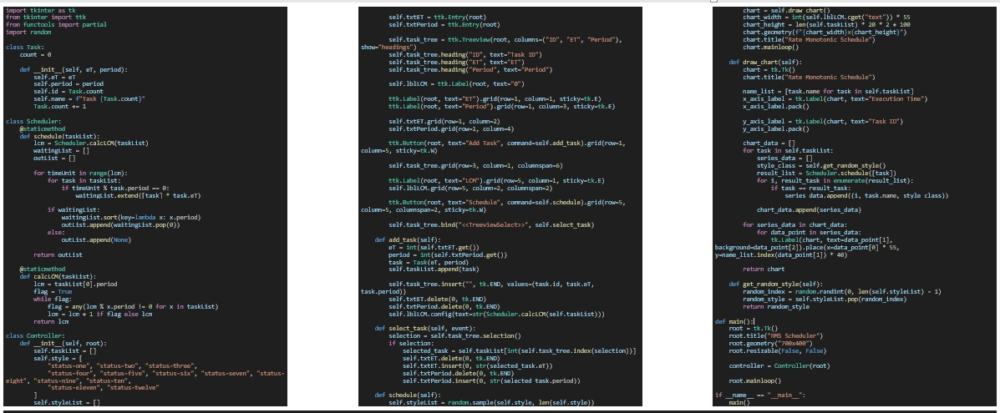 import tkinter as tk
from tkinter import ttk
from functools import partial
import random
class Task:
count = 0
def __init__(self, eT, period):
self.eT = eT
self.period = period
self.id = Task.count
self.name = f"Task {Task.count}"
Task.count += 1
class Scheduler:
@staticmethod
def schedule(taskList):
lcm = Scheduler.calcLCM(taskList)
waitingList = []
outList = []
for timeUnit in range(lcm):
for task in taskList:
if timeUnit % task.period == 0:
waitingList.extend([task] * task.eT)
if waitingList:
waitingList.sort(key=lambda x: x.period)
outList.append(waitingList.pop(0))
else:
outList.append(None)
return outList
@staticmethod
def calcLCM(taskList):
lcm = taskList[0].period
flag = True
while flag:
flag = any(lcm % x.period != 0 for x in taskList)
lcm = lcm + 1 if flag else lcm
return lcm
class Controller:
def __init__(self, root):
self.taskList = []
self.style = [
"status-one", "status-two", "status-three",
"status-four", "status-five", "status-six", "status-seven", "status-
eight", "status-nine", "status-ten",
"status-eleven", "status-twelve"
]
self.styleList = []
self.txtET = ttk.Entry(root)
self.txtPeriod = ttk.Entry(root)
self.task_tree = ttk.Treeview(root, columns=("ID", "ET", "Period"),
show="headings")
self.task_tree.heading("ID", text="Task ID")
self.task_tree.heading("ET", text="ET")
self.task_tree.heading("Period", text="Period")
self.lblLCM = ttk.Label(root, text="0")
ttk.Label(root, text="ET").grid(row=1, column=1, sticky=tk.E)
ttk.Label(root, text="Period").grid(row=1, column=3, sticky=tk.E)
self.txtET.grid(row=1, column=2)
self.txtPeriod.grid(row=1, column=4)
ttk.Button(root, text="Add Task", command=self.add_task).grid(row=1,
column=5, sticky=tk.W)
self.task_tree.grid(row=3, column=1, columnspan=6)
ttk.Label(root, text="LCM").grid(row=5, column=1, sticky=tk.E)
self.lblLCM.grid(row=5, column=2, columnspan=2)
ttk.Button(root, text="Schedule", command=self.schedule).grid(row=5,
column=5, columnspan=2, sticky=tk.W)
self.task_tree.bind("<<TreeviewSelect>>", self.select_task)
def add_task(self):
eT = int(self.txtET.get())
period = int(self.txtPeriod.get())
task = Task(eT, period)
self.taskList.append(task)
self.task_tree.insert("", tk.END, values=(task.id, task.eT,
task.period))
self.txtET.delete(0, tk.END)
self.txtPeriod.delete(0, tk.END)
self.lblLCM.config(text=str(Scheduler.calcLCM(self.taskList)))
def select_task(self, event):
selection = self.task_tree.selection()
if selection:
selected_task = self.taskList[int(self.task_tree.index(selection))]
self.txtET.delete(0, tk.END)
self.txtET.insert(0, str(selected_task.eT))
self.txtPeriod.delete(0, tk.END)
self.txtPeriod.insert(0, str(selected_task.period))
def schedule(self):
self.styleList = random.sample(self.style, len(self.style))
chart = self.draw_chart()
chart_width = int(self.lblLCM.cget("text")) * 55
chart_height = len(self.taskList) * 20 * 2 + 100
chart.geometry(f"{chart_width}x{chart_height}")
chart.title("Rate Monotonic Schedule")
chart.mainloop()
def draw_chart(self):
chart = tk.Tk()
chart.title("Rate Monotonic Schedule")
name_list = [task.name for task in self.taskList]
x_axis_label = tk.Label(chart, text="Execution Time")
x_axis_label.pack()
y_axis_label = tk.Label(chart, text="Task ID")
y_axis_label.pack()
chart_data = []
for task in self.taskList:
series_data = []
style_class = self.get_random_style()
result_list = Scheduler.schedule([task])
for i, result_task in enumerate(result_list):
if task == result_task:
series_data.append((i, task.name, style_class))
chart_data.append(series_data)
for series_data in chart_data:
for data_point in series_data:
tk.Label(chart, text=data_point[1],
background=data_point[2]).place(x=data_point[0] * 55,
y=name_list.index(data_point[1]) * 40)
return chart
def get_random_style(self):
random_index = random.randint(0, len(self.styleList) - 1)
random_style = self.styleList.pop(random_index)
return random_style
def main():
root = tk.Tk()
root.title("RMS Scheduler")
root.geometry("700x400")
root.resizable(False, False)
controller = Controller(root)
root.mainloop()
if __name__ == "__main__":
main()